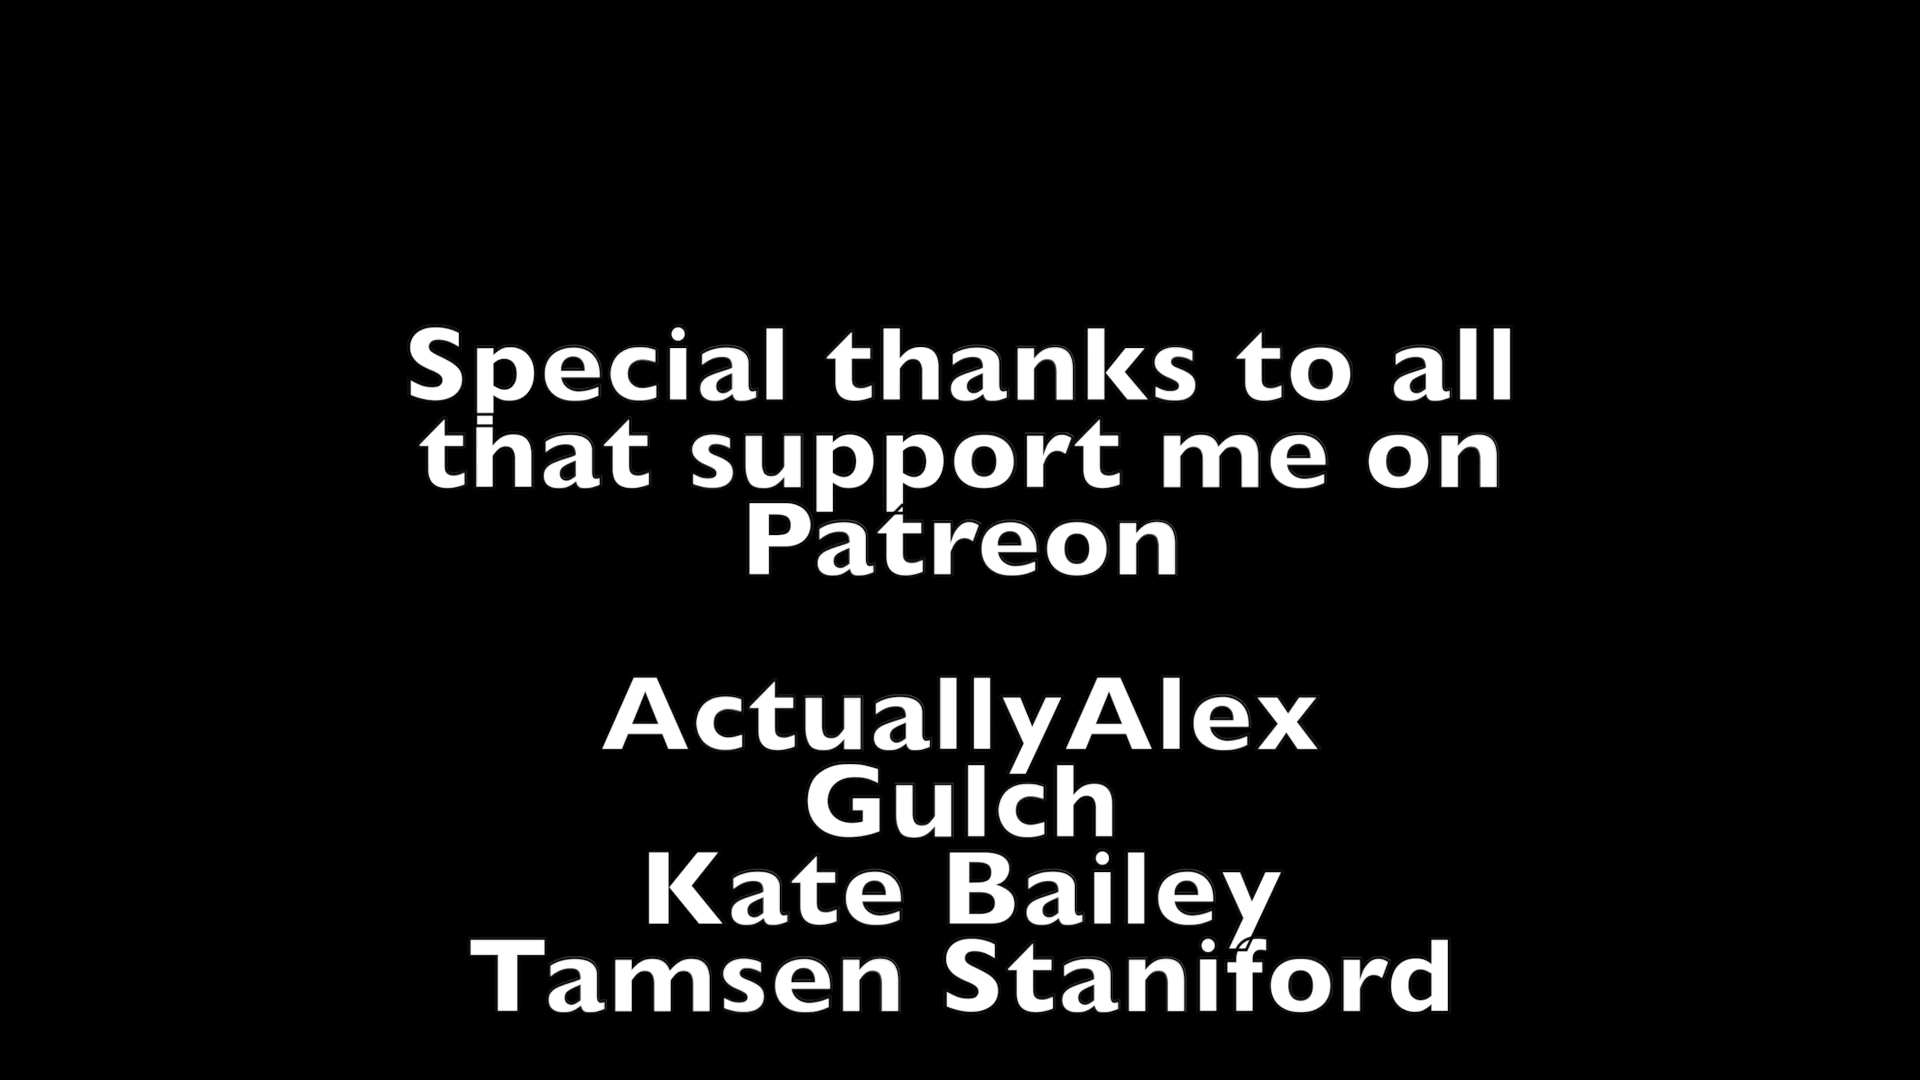 Special thanks to all
that support me on
Patreon
ActuallyAlex
Gulch
Kate Bailey
Tamsen Staniford